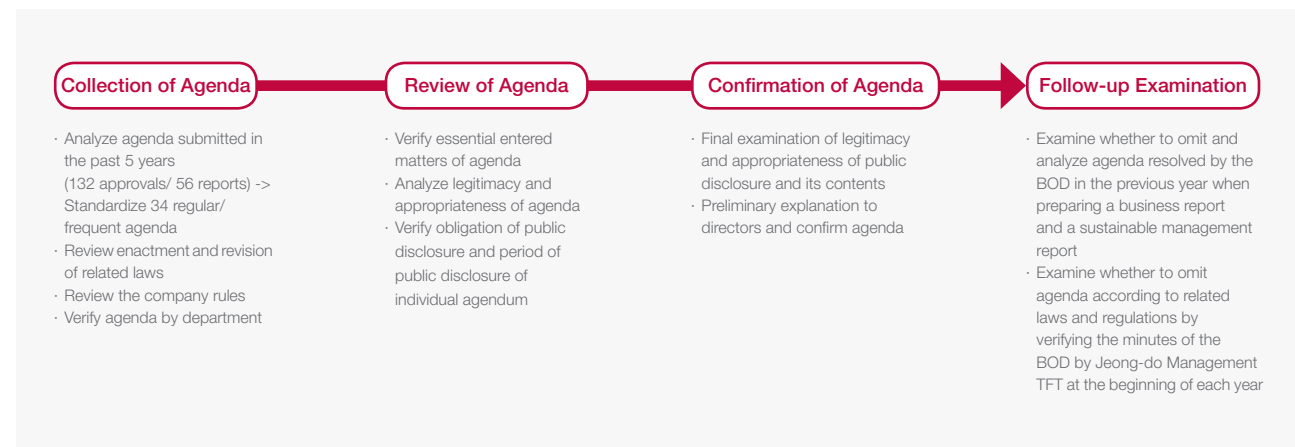 Collection of Agenda
· Analyze agenda submitted in
the past 5 years
(132 approvals/ 56 reports) ->
Standardize 34 regular/
frequent agenda
· Review enactment and revision
of related laws
· Review the company rules
· Verify agenda by department
Review of Agenda
· Verify essential entered
matters of agenda
· Analyze legitimacy and
appropriateness of agenda
· Verify obligation of public
disclosure and period of
public disclosure of
individual agendum
Confirmation of Agenda
· Final examination of legitimacy
and appropriateness of public
disclosure and its contents
· Preliminary explanation to
directors and confirm agenda
Follow-up Examination
· Examine whether to omit and
analyze agenda resolved by the
BOD in the previous year when
preparing a business report
and a sustainable management
report
· Examine whether to omit
agenda according to related
laws and regulations by
verifying the minutes of the
BOD by Jeong-do Management
TFT at the beginning of each year